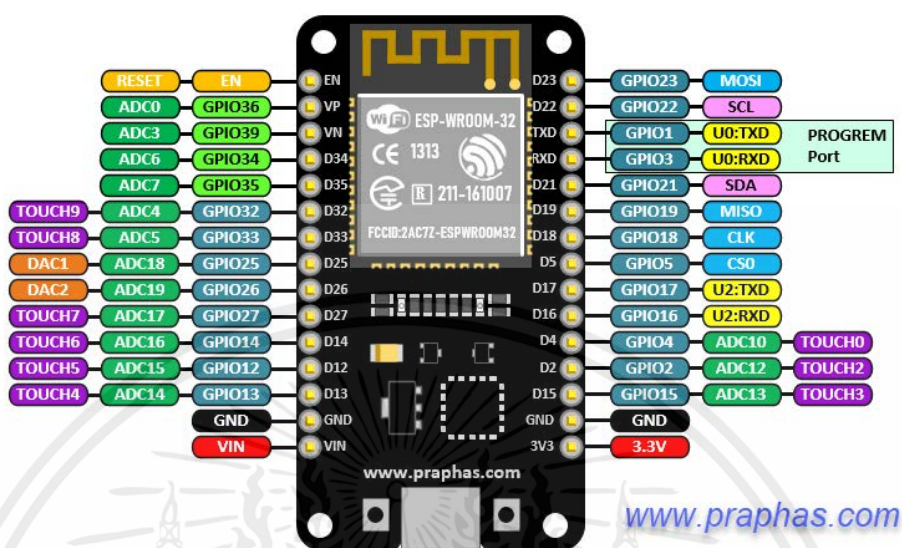 RESET EN EN D23 GPIO23 MOSI
ADC0 GPIO36 VP D22 GPIO22 SCL
ADC3 GPIO39 VN TXD GPIO1 U0:TXD PROGREM
ADC6 GPIO34 D34 RXD GPIO3 U0:RXD Port
ADC7 GPIO35 D35 D21 GPIO21 SDA
TOUCH9 ADC4 GPIO32 D32 D19 GPIO19 MISO
TOUCH8 ADC5 GPIO33 D33 D18 GPIO18 CLK
DAC1 ADC18 GPIO25 D25 D5 GPIO5 CS0
DAC2 ADC19 GPIO26 D26 D17 GPIO17 U2:TXD
TOUCH7 ADC17 GPIO27 D27 D16 GPIO16 U2:RXD
TOUCH6 ADC16 GPIO14 D14 D4 GPIO4 ADC10 TOUCH0
TOUCH5 ADC15 GPIO12 D12 D2 GPIO2 ADC12 TOUCH2
TOUCH4 ADC14 GPIO13 D13 D15 GPIO15 ADC13 TOUCH3
GND GND GND GND
VIN VIN 3V3 3.3V
WiFi ESP-WROOM-32
CE 1313
R 211-161007
FCCID:2AC7Z-ESPWROOM32
www.praphas.com
www.praphas.com